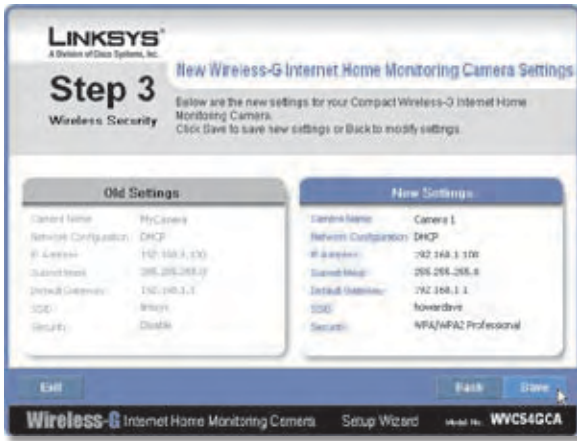 LINKSYS®
A Division of Cisco Systems, Inc.
Step 3
Wireless Security
New Wireless-G Internet Home Monitoring Camera Settings
Below are the new settings for your Compact Wireless-G Internet Home
Monitoring Camera.
Click Save to save new settings or Back to modify settings.
Old Settings
Camera Name MyCamera
Network Configuration DHCP
IP Address 192.168.1.100
Subnet Mask 255.255.255.0
Default Gateway 192.168.1.1
SSID linksys
Security Disable
New Settings
Camera Name Camera 1
Network Configuration DHCP
IP Address 192.168.1.100
Subnet Mask 255.255.255.0
Default Gateway 192.168.1.1
SSID howarddave
Security WPA/WPA2 Professional
Exit
Back
Save
Wireless-G Internet Home Monitoring Camera Setup Wizard Model No. WVC54GCA